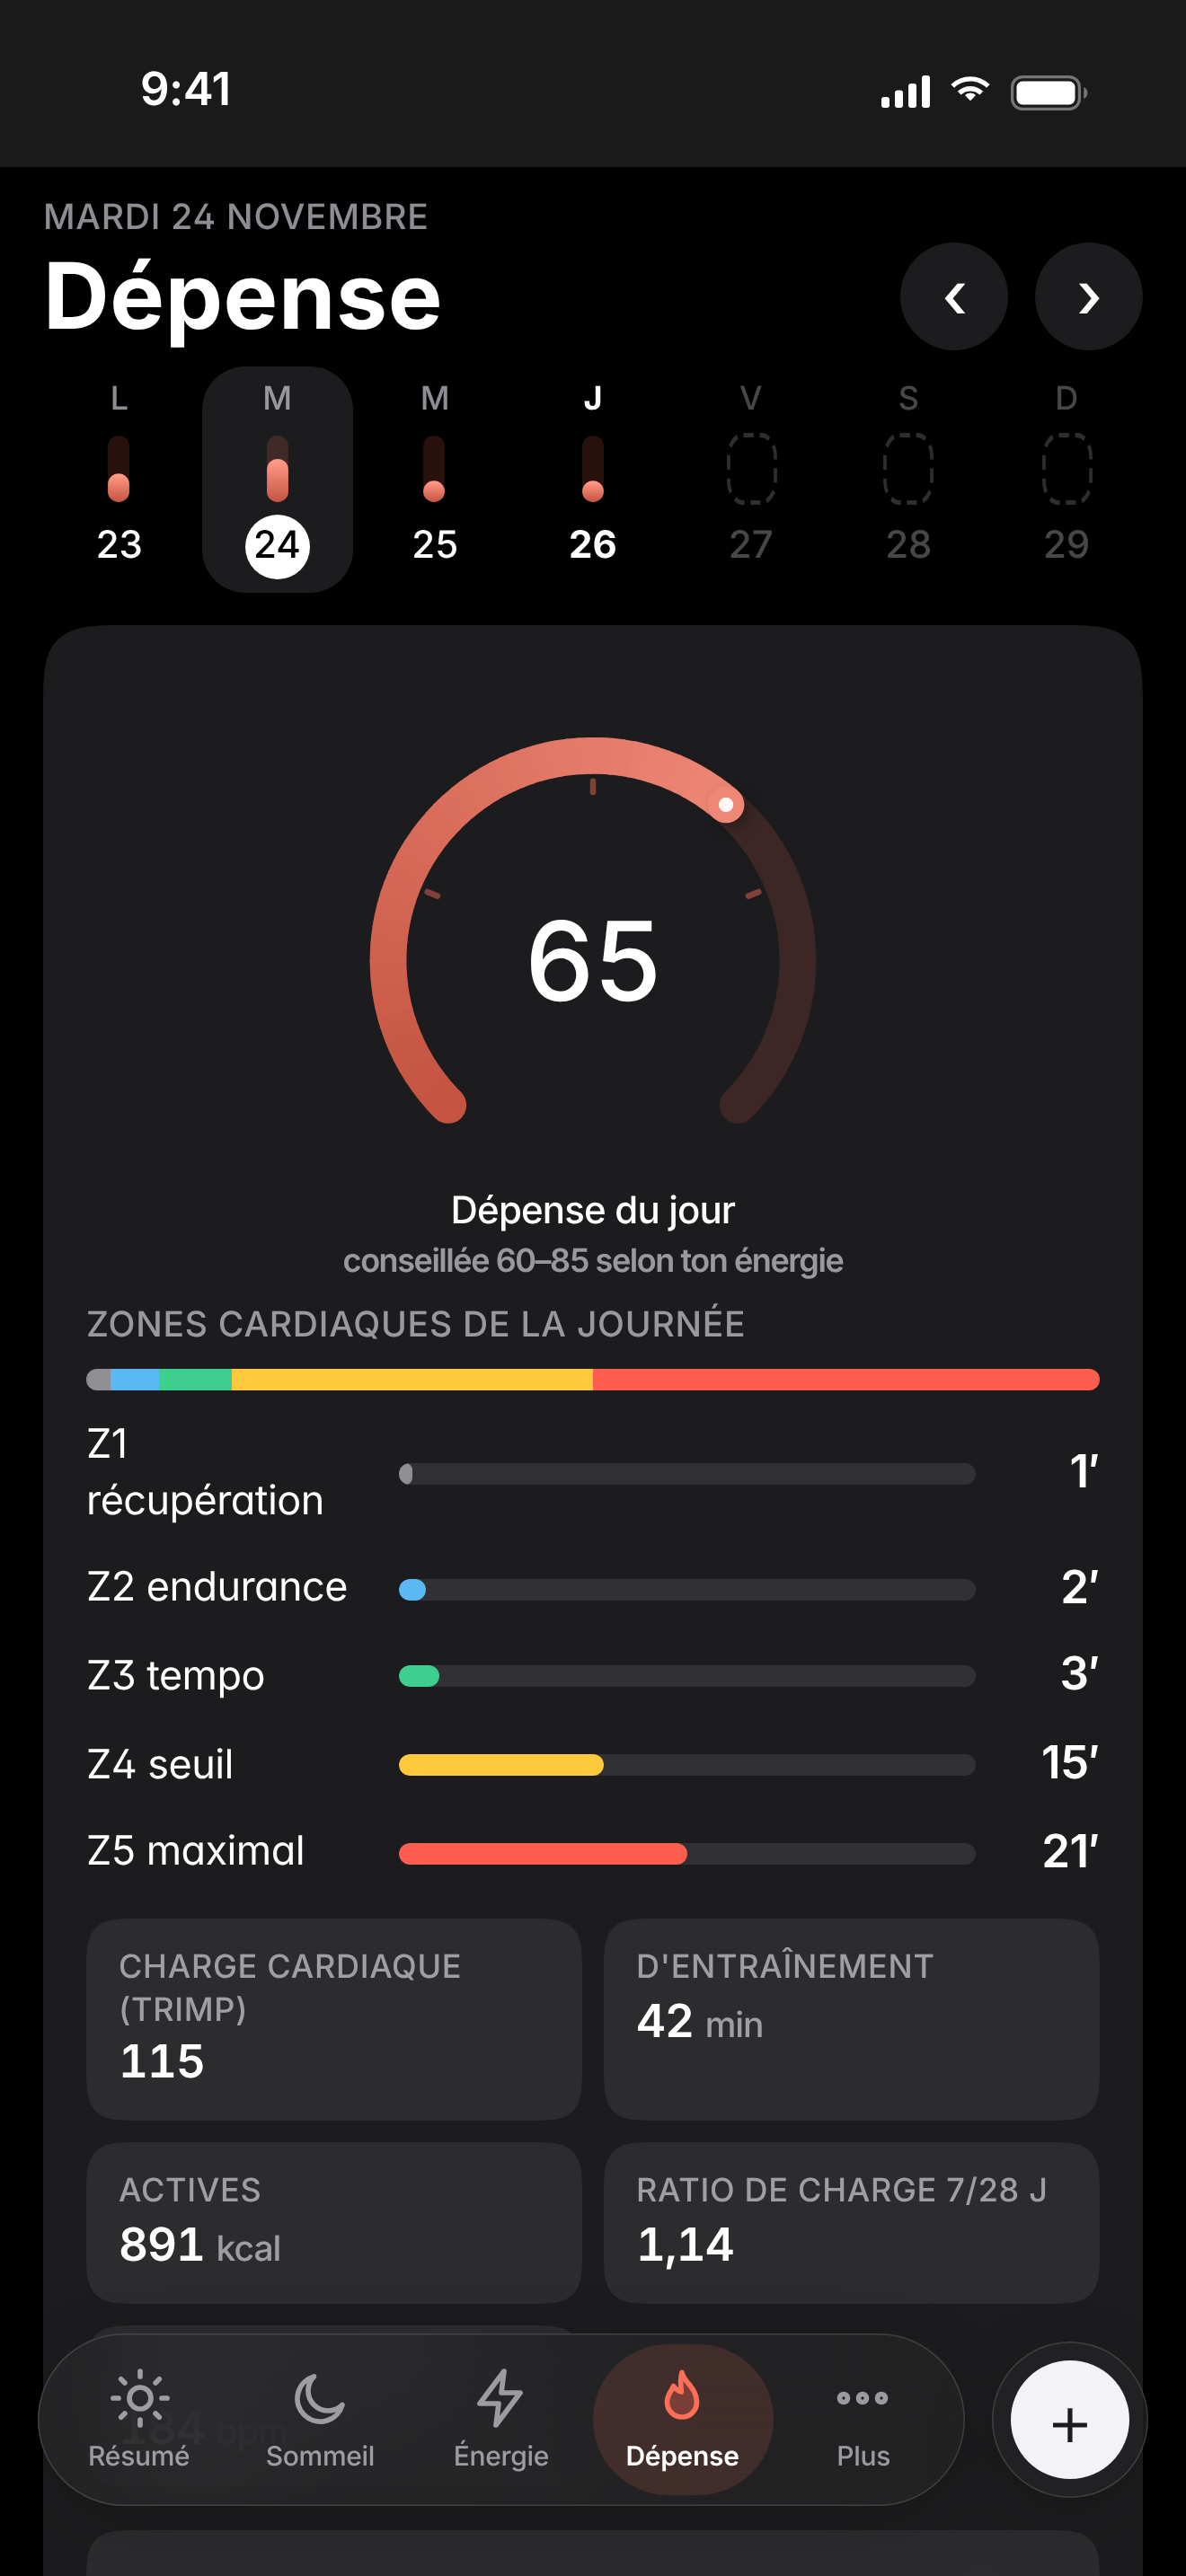 9:41
MARDI 24 NOVEMBRE
Dépense
‹ ›
L M M J V S D
23 24 25 26 27 28 29
65
Dépense du jour
conseillée 60–85 selon ton énergie
ZONES CARDIAQUES DE LA JOURNÉE
Z1
récupération 1′
Z2 endurance 2′
Z3 tempo 3′
Z4 seuil 15′
Z5 maximal 21′
CHARGE CARDIAQUE
(TRIMP)
115
D'ENTRAÎNEMENT
42 min
ACTIVES
891 kcal
RATIO DE CHARGE 7/28 J
1,14
184 bpm
Résumé Sommeil Énergie Dépense Plus
+